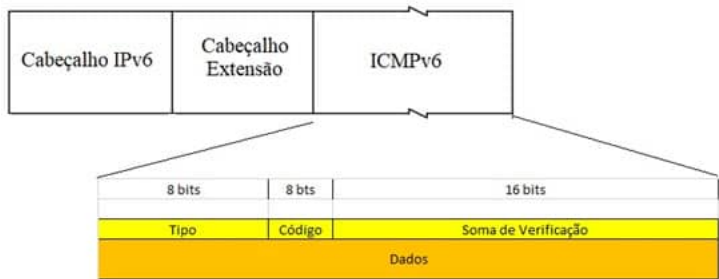 Cabeçalho IPv6
Cabeçalho
Extensão
ICMPv6
8 bits
8 bts
16 bits
Tipo
Código
Soma de Verificação
Dados